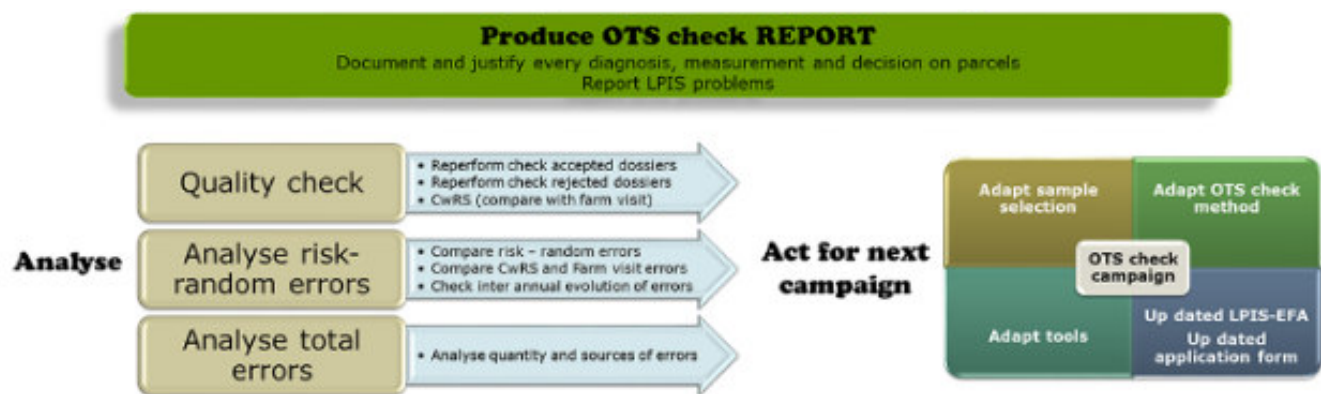 Produce OTS check REPORT
Document and justify every diagnosis, measurement and decision on parcels
Report LPIS problems
Analyse
Quality check
• Reperform check accepted dossiers
• Reperform check rejected dossiers
• CwRS (compare with farm visit)
Analyse risk-
random errors
• Compare risk – random errors
• Compare CwRS and Farm visit errors
• Check inter annual evolution of errors
Analyse total
errors
• Analyse quantity and sources of errors
Act for next
campaign
Adapt sample
selection
Adapt OTS check
method
OTS check
campaign
Adapt tools
Up dated LPIS-EFA
Up dated
application form